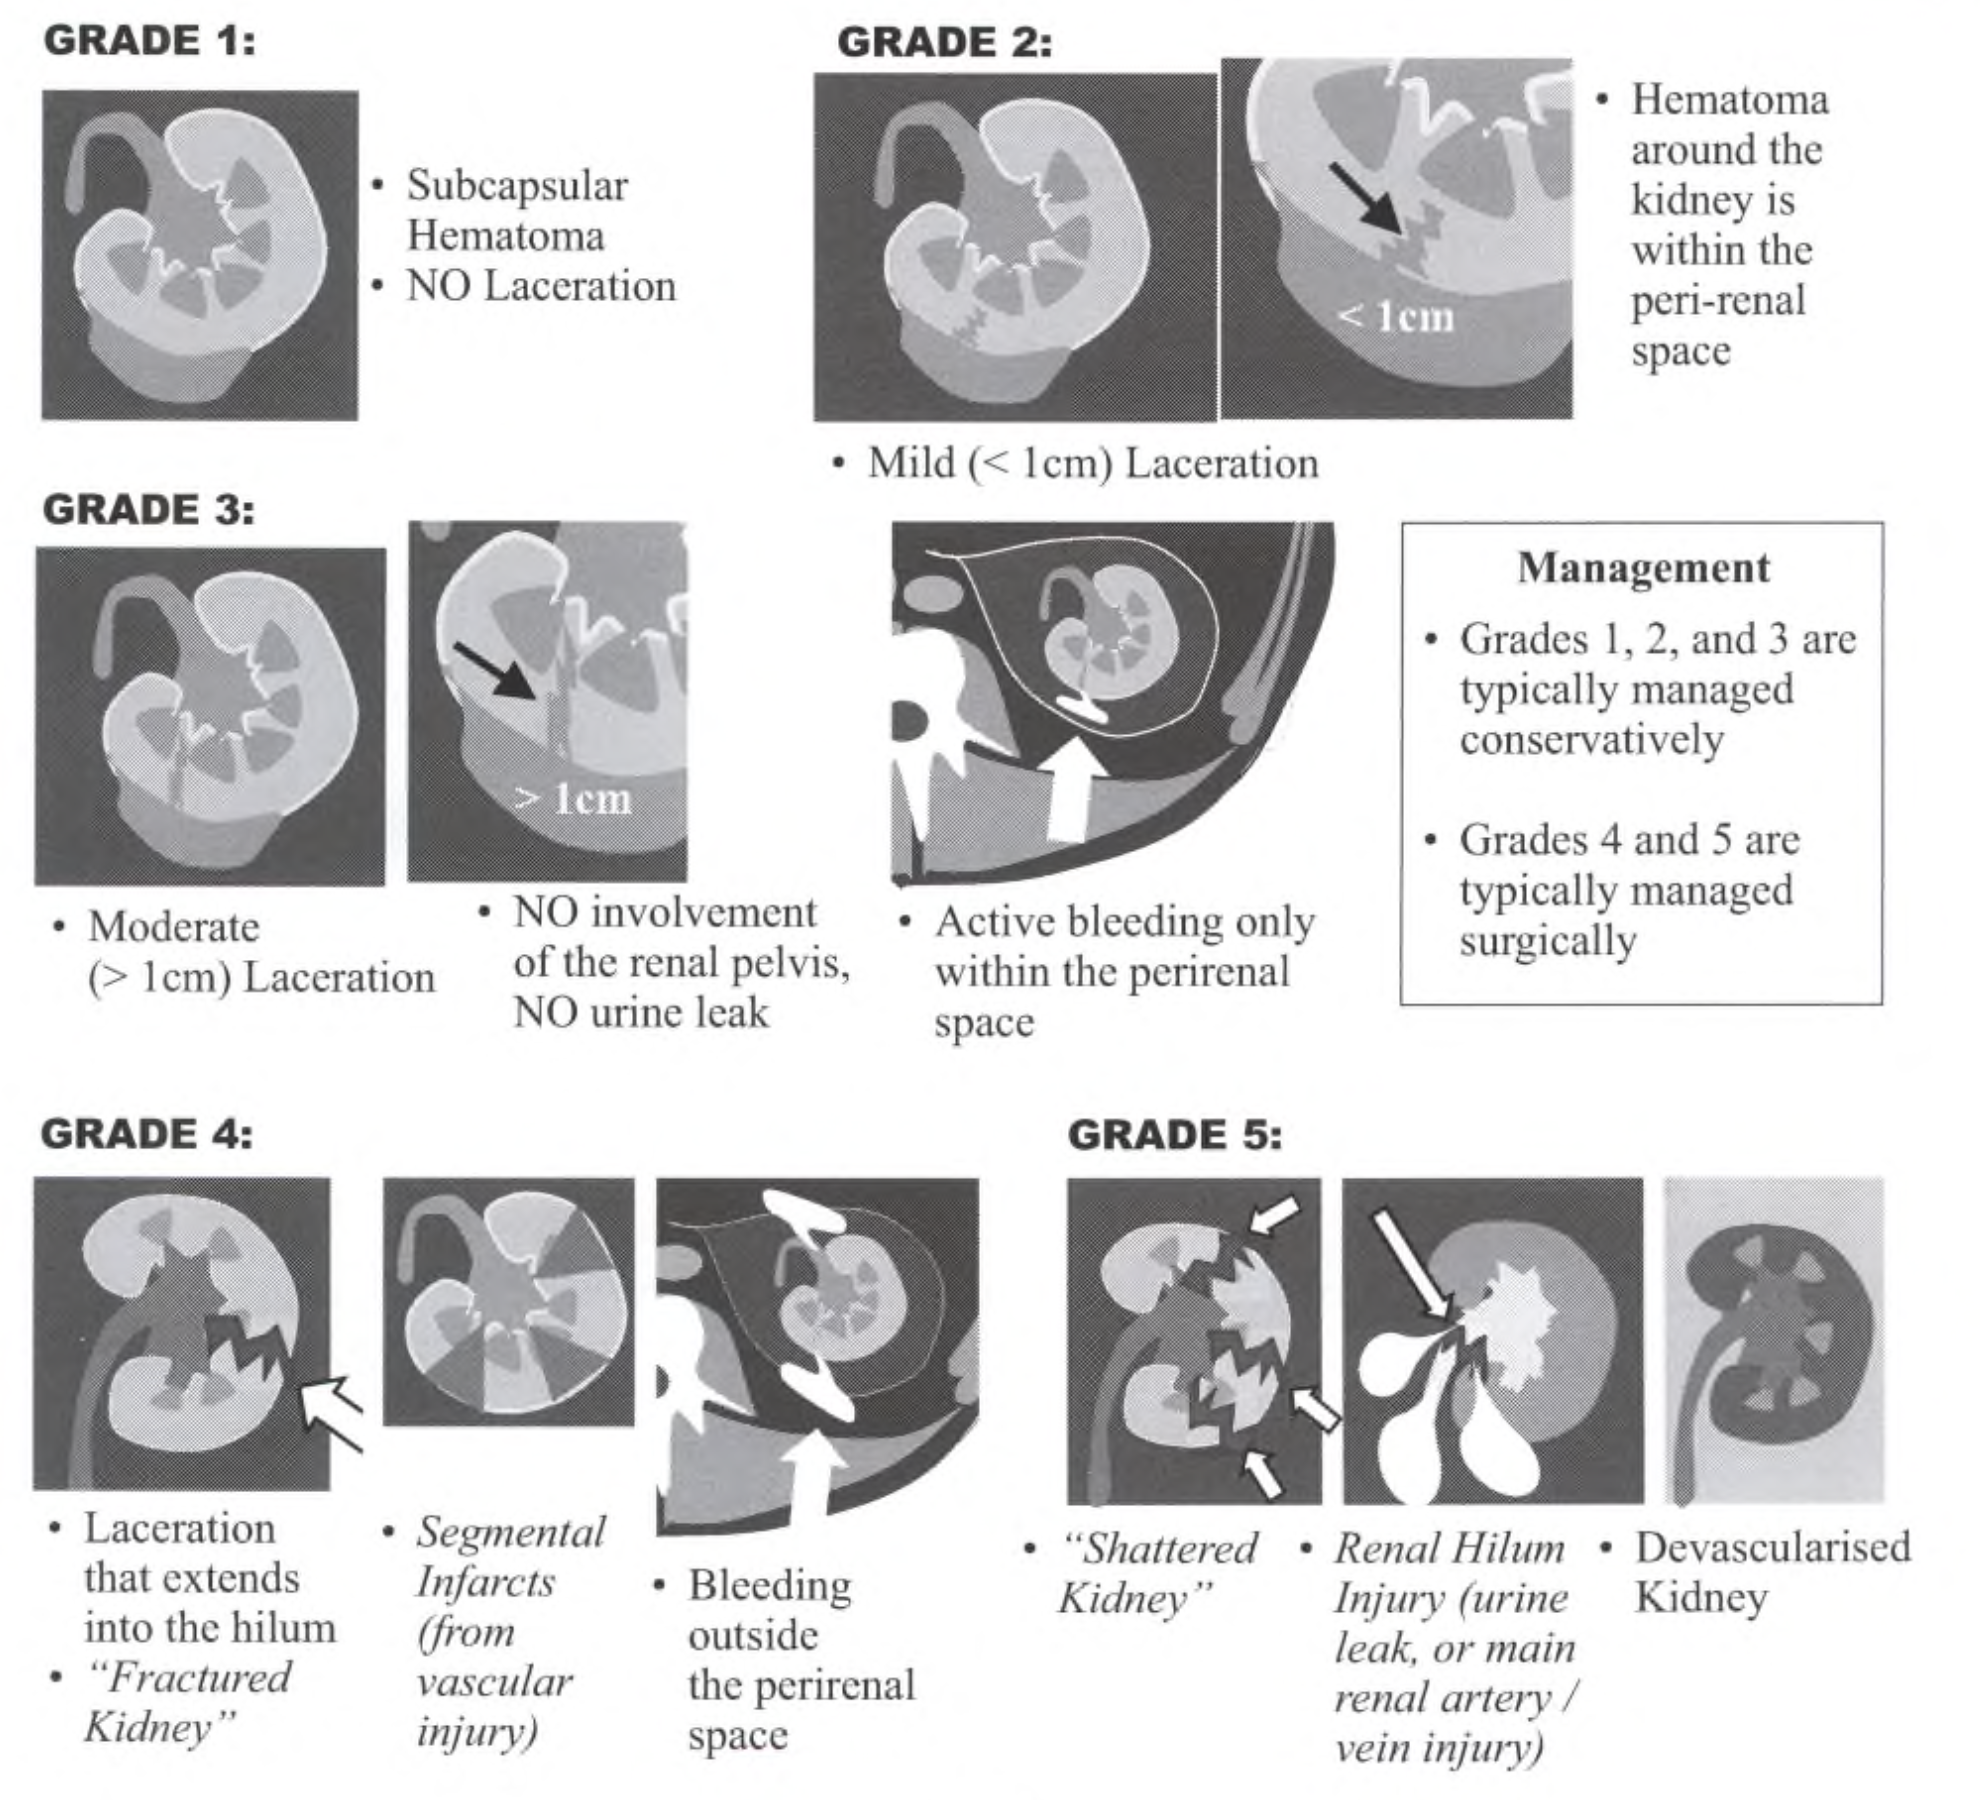 GRADE 1:
• Subcapsular
Hematoma
• NO Laceration
GRADE 2:
< 1cm
• Hematoma
around the
kidney is
within the
peri-renal
space
• Mild (< 1cm) Laceration
GRADE 3:
> 1cm
• Moderate
(> 1cm) Laceration
• NO involvement
of the renal pelvis,
NO urine leak
• Active bleeding only
within the perirenal
space
Management
• Grades 1, 2, and 3 are
typically managed
conservatively
• Grades 4 and 5 are
typically managed
surgically
GRADE 4:
• Laceration
that extends
into the hilum
• "Fractured
Kidney"
• Segmental
Infarcts
(from
vascular
injury)
• Bleeding
outside
the perirenal
space
GRADE 5:
• "Shattered
Kidney"
• Renal Hilum
Injury (urine
leak, or main
renal artery /
vein injury)
• Devascularised
Kidney